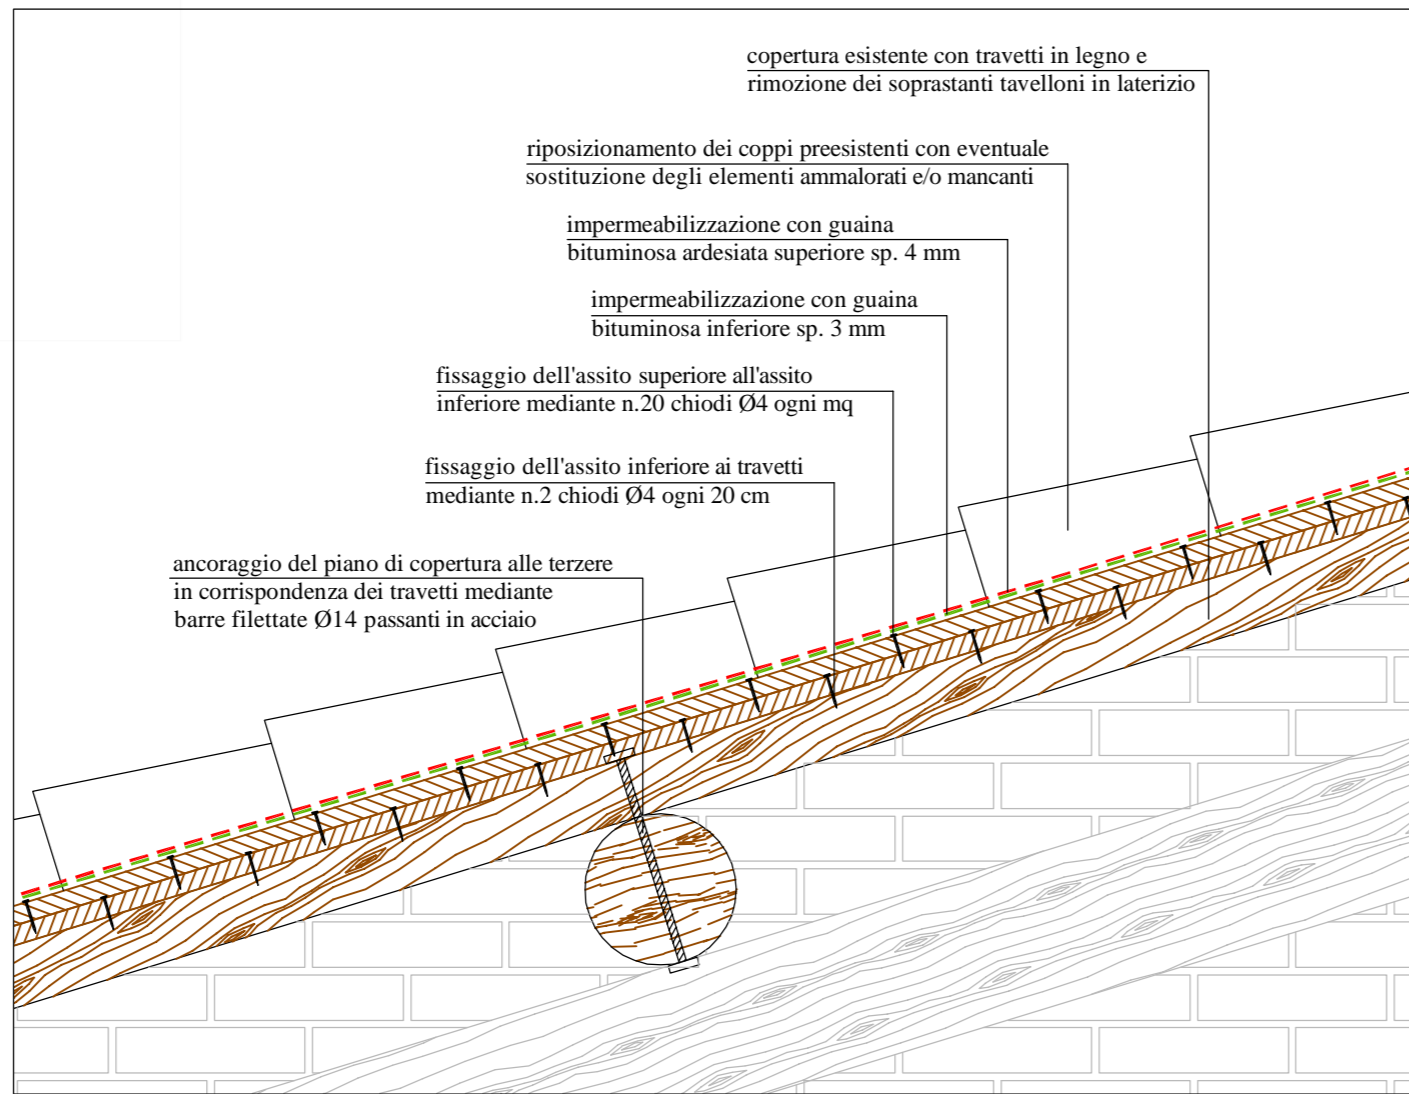 copertura esistente con travetti in legno e
rimozione dei soprastanti tavelloni in laterizio
riposizionamento dei coppi preesistenti con eventuale
sostituzione degli elementi ammalorati e/o mancanti
impermeabilizzazione con guaina
bituminosa ardesiata superiore sp. 4 mm
impermeabilizzazione con guaina
bituminosa inferiore sp. 3 mm
fissaggio dell'assito superiore all'assito
inferiore mediante n.20 chiodi Ø4 ogni mq
fissaggio dell'assito inferiore ai travetti
mediante n.2 chiodi Ø4 ogni 20 cm
ancoraggio del piano di copertura alle terzere
in corrispondenza dei travetti mediante
barre filettate Ø14 passanti in acciaio